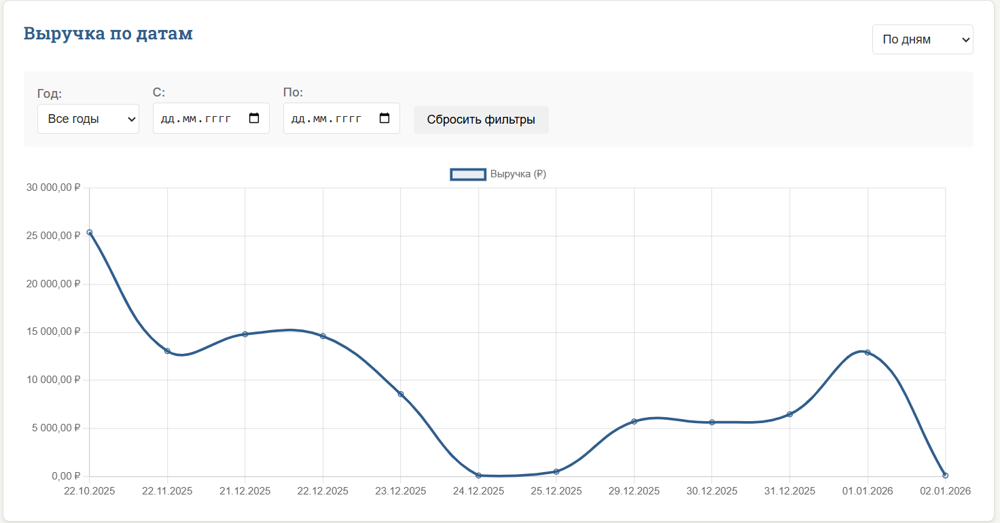 Выручка по датам
По дням
Год:
С:
По:
Все годы
дд.мм.гггг
дд.мм.гггг
Сбросить фильтры
Выручка (₽)
30 000,00 ₽
25 000,00 ₽
20 000,00 ₽
15 000,00 ₽
10 000,00 ₽
5 000,00 ₽
0,00 ₽
22.10.2025 22.11.2025 21.12.2025 22.12.2025 23.12.2025 24.12.2025 25.12.2025 29.12.2025 30.12.2025 31.12.2025 01.01.2026 02.01.2026